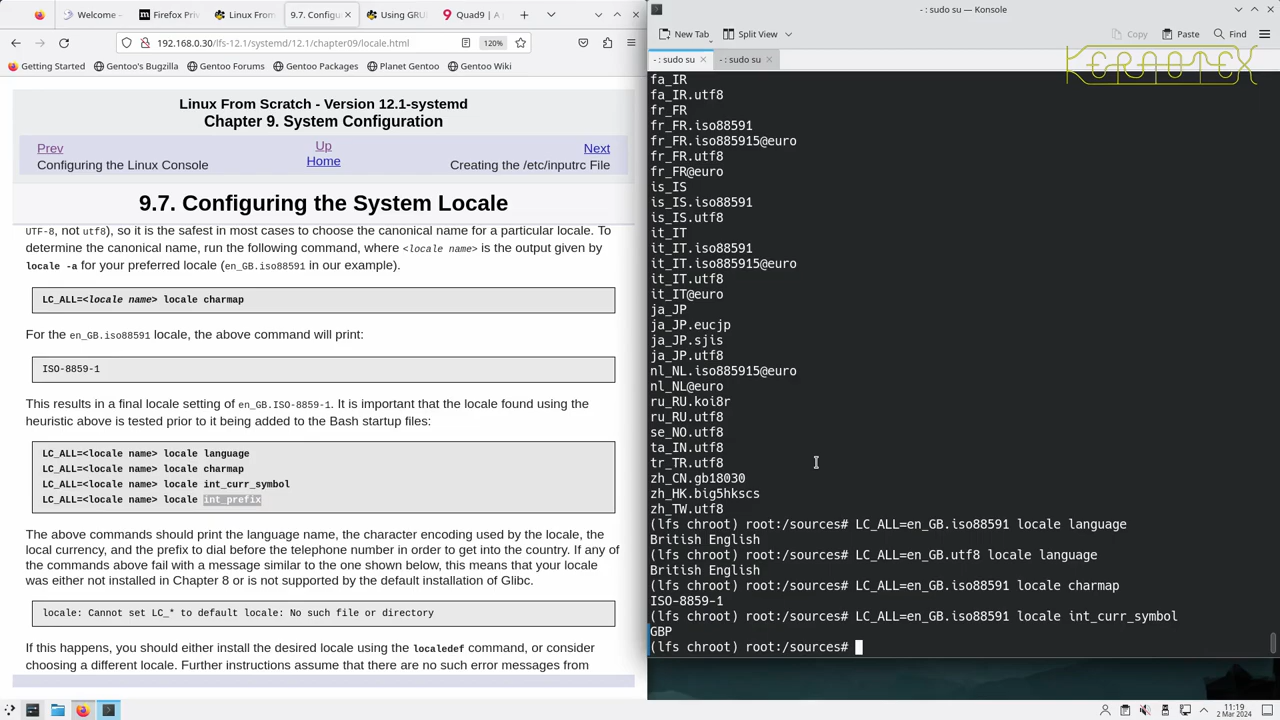 Welcome —
Firefox Priv
Linux From
9.7. Configu
Using GRU
Quad9 | A
192.168.0.30/lfs-12.1/systemd/12.1/chapter09/locale.html
120%
Getting Started
Gentoo's Bugzilla
Gentoo Forums
Gentoo Packages
Planet Gentoo
Gentoo Wiki
Linux From Scratch - Version 12.1-systemd
Chapter 9. System Configuration
Prev
Up
Next
Configuring the Linux Console
Home
Creating the /etc/inputrc File
9.7. Configuring the System Locale
UTF-8, not utf8), so it is the safest in most cases to choose the canonical name for a particular locale. To
determine the canonical name, run the following command, where <locale name> is the output given by
locale -a for your preferred locale (en_GB.iso88591 in our example).
LC_ALL=<locale name> locale charmap
For the en_GB.iso88591 locale, the above command will print:
ISO-8859-1
This results in a final locale setting of en_GB.ISO-8859-1. It is important that the locale found using the
heuristic above is tested prior to it being added to the Bash startup files:
LC_ALL=<locale name> locale language
LC_ALL=<locale name> locale charmap
LC_ALL=<locale name> locale int_curr_symbol
LC_ALL=<locale name> locale int_prefix
The above commands should print the language name, the character encoding used by the locale, the
local currency, and the prefix to dial before the telephone number in order to get into the country. If any of
the commands above fail with a message similar to the one shown below, this means that your locale
was either not installed in Chapter 8 or is not supported by the default installation of Glibc.
locale: Cannot set LC_* to default locale: No such file or directory
If this happens, you should either install the desired locale using the localedef command, or consider
choosing a different locale. Further instructions assume that there are no such error messages from
- : sudo su — Konsole
New Tab
Split View
Copy
Paste
Find
- : sudo su
- : sudo su
KERNOTEX
fa_IR
fa_IR.utf8
fr_FR
fr_FR.iso88591
fr_FR.iso885915@euro
fr_FR.utf8
fr_FR@euro
is_IS
is_IS.iso88591
is_IS.utf8
it_IT
it_IT.iso88591
it_IT.iso885915@euro
it_IT.utf8
it_IT@euro
ja_JP
ja_JP.eucjp
ja_JP.sjis
ja_JP.utf8
nl_NL.iso885915@euro
nl_NL@euro
ru_RU.koi8r
ru_RU.utf8
se_NO.utf8
ta_IN.utf8
tr_TR.utf8
zh_CN.gb18030
zh_HK.big5hkscs
zh_TW.utf8
(lfs chroot) root:/sources# LC_ALL=en_GB.iso88591 locale language
British English
(lfs chroot) root:/sources# LC_ALL=en_GB.utf8 locale language
British English
(lfs chroot) root:/sources# LC_ALL=en_GB.iso88591 locale charmap
ISO-8859-1
(lfs chroot) root:/sources# LC_ALL=en_GB.iso88591 locale int_curr_symbol
GBP
(lfs chroot) root:/sources#
11:19
2 Mar 2024